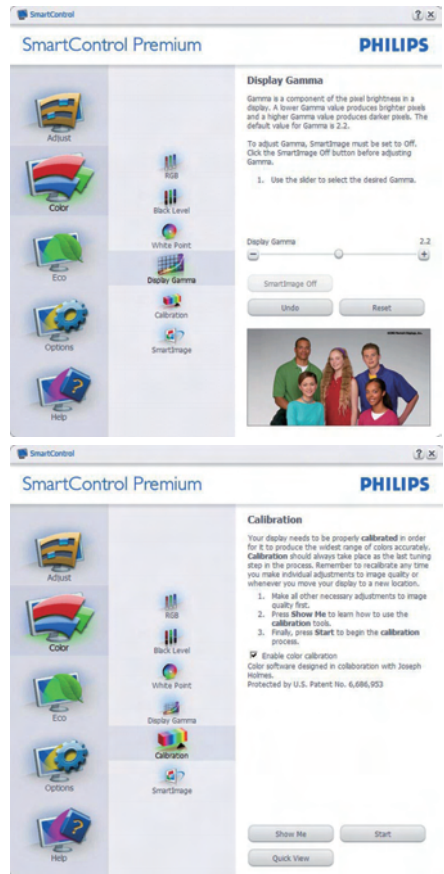 SmartControl
SmartControl Premium
PHILIPS
Adjust
Color
Eco
Options
Help
RGB
Black Level
White Point
Display Gamma
Calibration
SmartImage
Display Gamma
Gamma is a component of the pixel brightness in a
display. A lower Gamma value produces brighter pixels
and a higher Gamma value produces darker pixels. The
default value for Gamma is 2.2.
To adjust Gamma, SmartImage must be set to Off.
Click the SmartImage Off button before adjusting
Gamma.
1. Use the slider to select the desired Gamma.
Display Gamma 2.2
SmartImage Off
Undo Reset
SmartControl
SmartControl Premium
PHILIPS
Adjust
Color
Eco
Options
Help
RGB
Black Level
White Point
Display Gamma
Calibration
SmartImage
Calibration
Your display needs to be properly calibrated in order
for it to produce the widest range of colors accurately.
Calibration should always take place as the last tuning
step in the process. Remember to recalibrate any time
you make individual adjustments to image quality or
whenever you move your display to a new location.
1. Make all other necessary adjustments to image
quality first.
2. Press Show Me to learn how to use the
calibration tools.
3. Finally, press Start to begin the calibration
process.
Enable color calibration
Color software designed in collaboration with Joseph
Holmes.
Protected by U.S. Patent No. 6,686,953
Show Me Start
Quick View